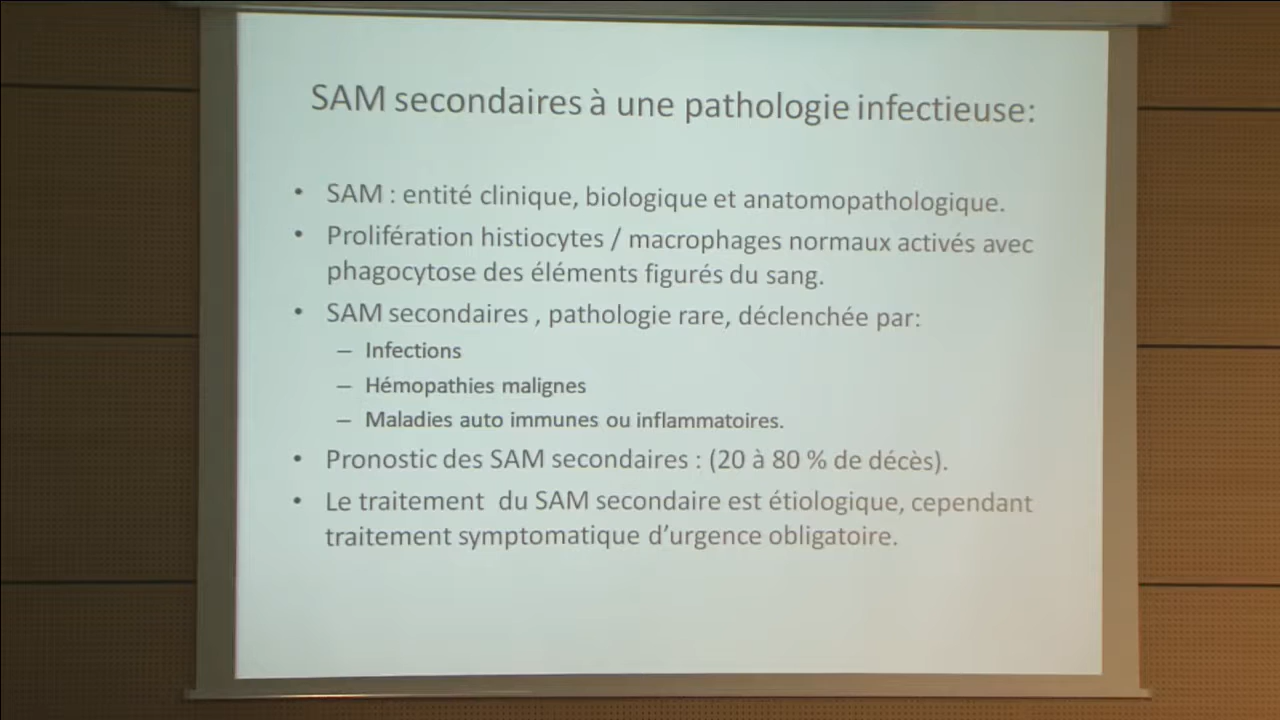 SAM secondaires à une pathologie infectieuse:
• SAM : entité clinique, biologique et anatomopathologique.
• Prolifération histiocytes / macrophages normaux activés avec
phagocytose des éléments figurés du sang.
• SAM secondaires , pathologie rare, déclenchée par:
– Infections
– Hémopathies malignes
– Maladies auto immunes ou inflammatoires.
• Pronostic des SAM secondaires : (20 à 80 % de décès).
• Le traitement du SAM secondaire est étiologique, cependant
traitement symptomatique d’urgence obligatoire.